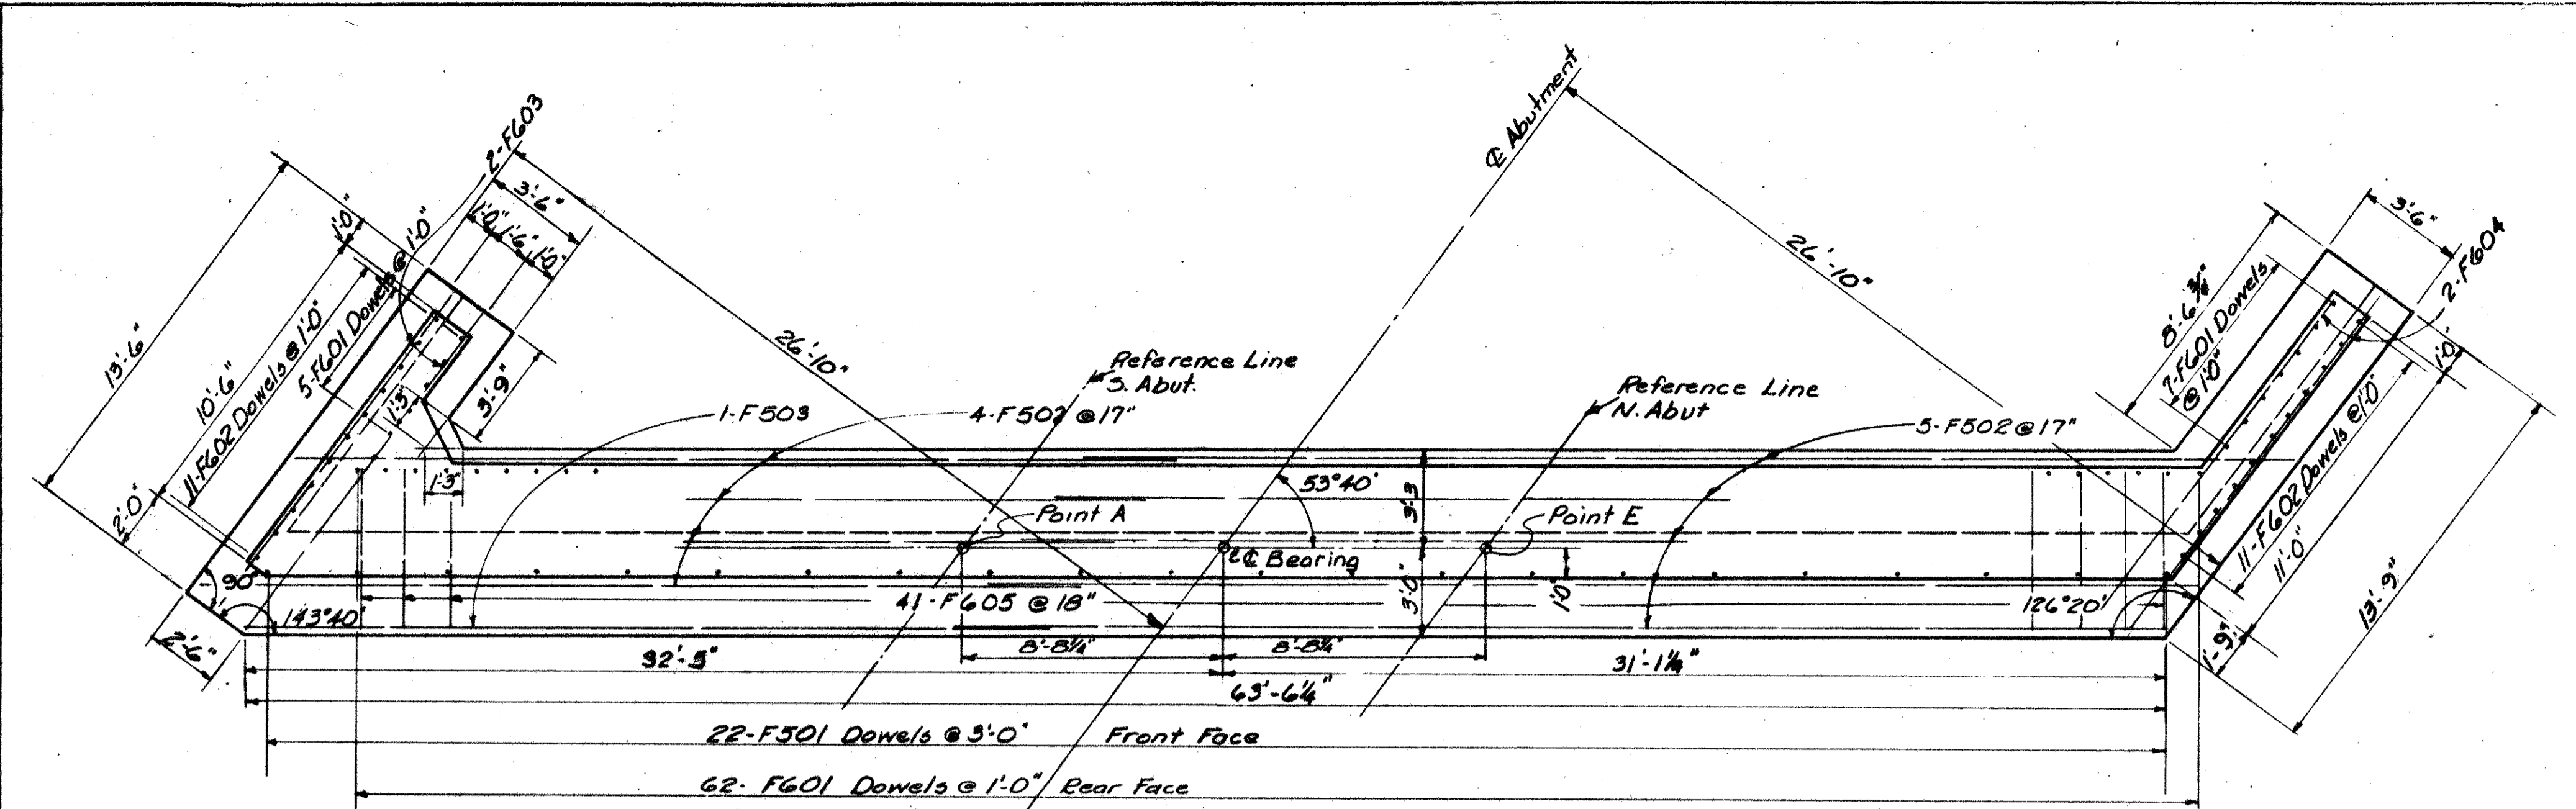 2-F603
3'-6"
1'-0" 1'-6" 1'-0"
1'-0"
13'-6"
10'-6"
11-F602 Dowels @ 1'-0"
5-F601 Dowels @ 1'-0"
2'-0"
1'-3"
3'-9"
1'-3"
90°
143°40'
2'-6"
26'-10"
1-F503
4-F502 @ 17"
Reference Line
S. Abut.
Point A
℄ Abutment
53°40'
℄ Bearing
3'-3
3'-0"
1'-0"
Reference Line
N. Abut
Point E
26'-10"
5-F502 @ 17"
8'-6¾"
7-F601 Dowels
@ 1'-0"
3'-6"
2-F604
1'-0"
11-F602 Dowels @ 1'-0"
11'-0"
13'-9"
1'-9"
126°20'
41-F605 @ 18"
8'-8¼"
8'-8¼"
32'-5"
31'-1¼"
63'-6¼"
22-F501 Dowels @ 3'-0" Front Face
62-F601 Dowels @ 1'-0" Rear Face